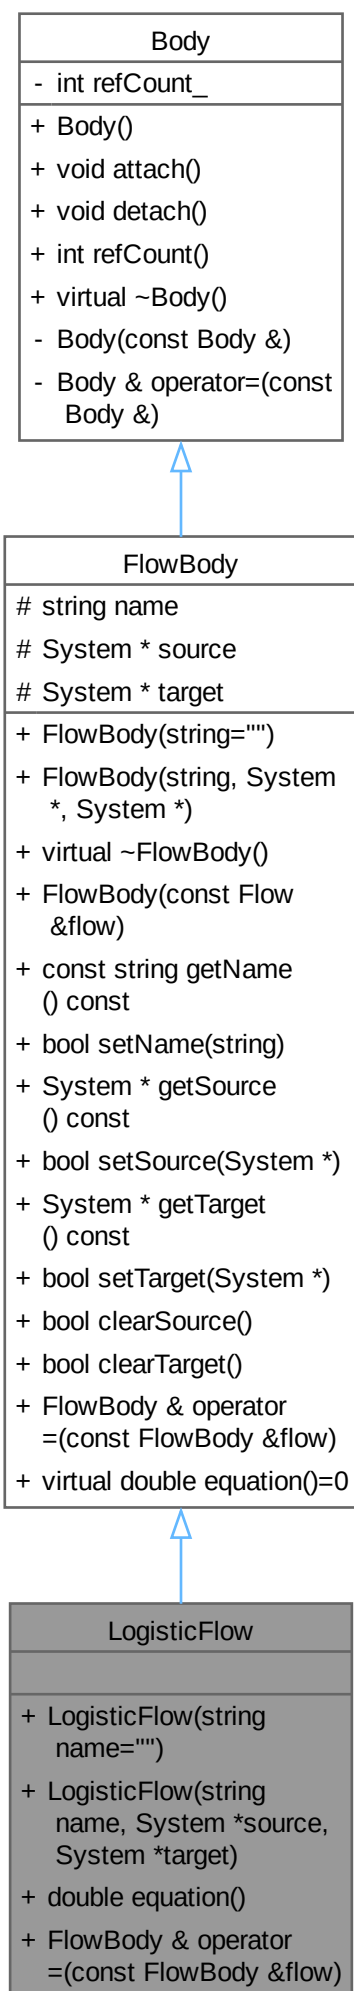 Body
- int refCount_
+ Body()
+ void attach()
+ void detach()
+ int refCount()
+ virtual ~Body()
- Body(const Body &)
- Body & operator=(const
Body &)
FlowBody
# string name
# System * source
# System * target
+ FlowBody(string="")
+ FlowBody(string, System
*, System *)
+ virtual ~FlowBody()
+ FlowBody(const Flow
&flow)
+ const string getName
() const
+ bool setName(string)
+ System * getSource
() const
+ bool setSource(System *)
+ System * getTarget
() const
+ bool setTarget(System *)
+ bool clearSource()
+ bool clearTarget()
+ FlowBody & operator
=(const FlowBody &flow)
+ virtual double equation()=0
LogisticFlow
+ LogisticFlow(string
name="")
+ LogisticFlow(string
name, System *source,
System *target)
+ double equation()
+ FlowBody & operator
=(const FlowBody &flow)